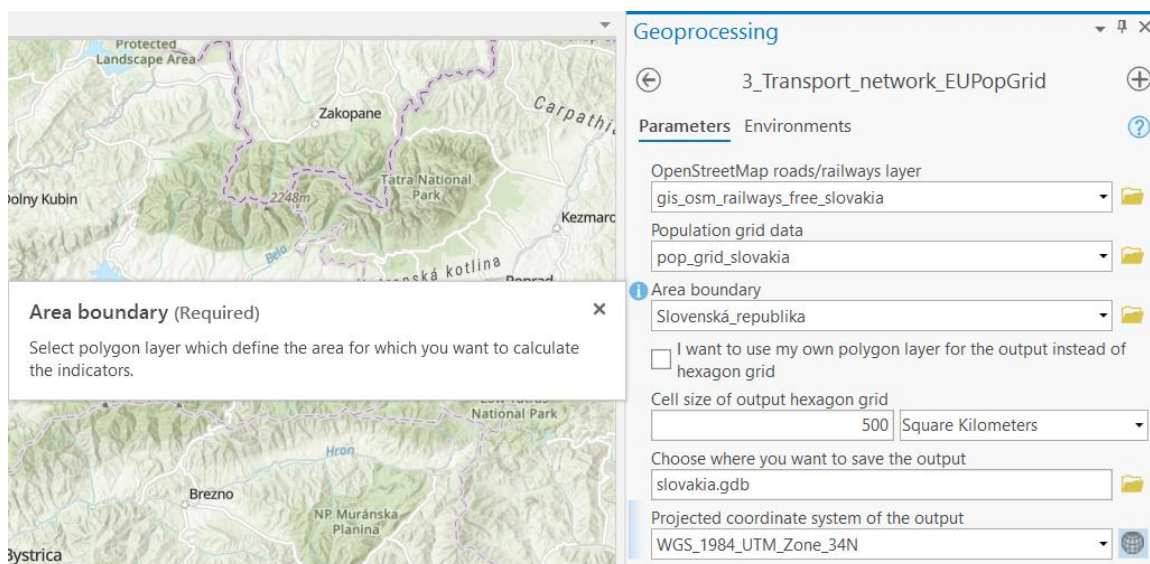 Protected
Landscape Area
Zakopane
Carpathi
Tatra National
Park
2248m
Dolny Kubin
Kezmaro
Bela
kotlina
Area boundary (Required)
Select polygon layer which define the area for which you want to calculate
the indicators.
National Park
Hron
Brezno
NP Muránska
Planina
Bystrica
Geoprocessing
3_Transport_network_EUPopGrid
Parameters Environments
OpenStreetMap roads/railways layer
gis_osm_railways_free_slovakia
Population grid data
pop_grid_slovakia
Area boundary
Slovenská_republika
I want to use my own polygon layer for the output instead of
hexagon grid
Cell size of output hexagon grid
500 Square Kilometers
Choose where you want to save the output
slovakia.gdb
Projected coordinate system of the output
WGS_1984_UTM_Zone_34N